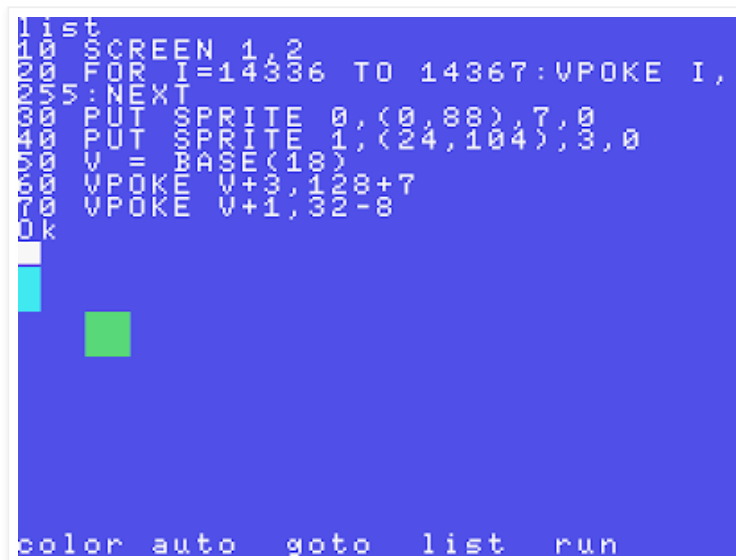 list
10 SCREEN 1,2
20 FOR I=14336 TO 14367:VPOKE I,
255:NEXT
30 PUT SPRITE 0,(0,88),7,0
40 PUT SPRITE 1,(24,104),3,0
50 V = BASE(18)
60 VPOKE V+3,128+7
70 VPOKE V+1,32-8
Ok
color auto goto list run